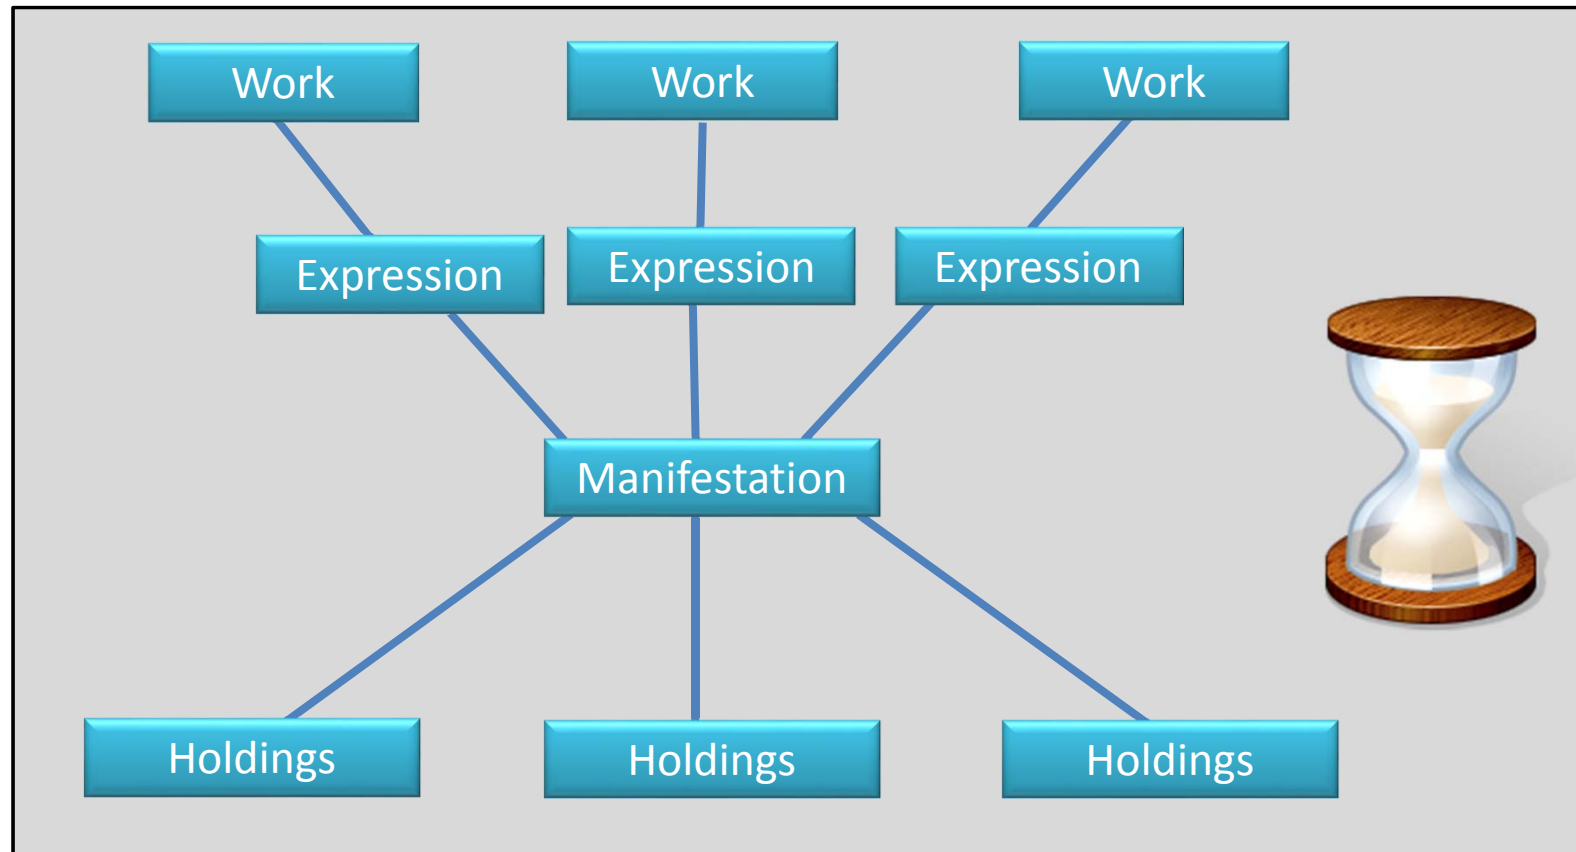 Work
Work
Work
Expression
Expression
Expression
Manifestation
Holdings
Holdings
Holdings